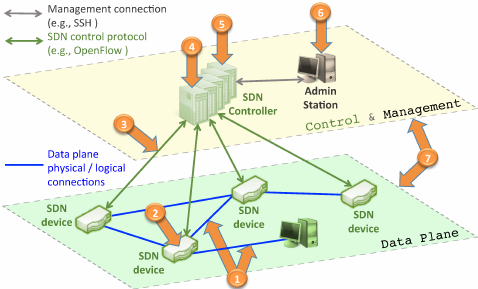 Management connection
(e.g., SSH )
SDN control protocol
(e.g., OpenFlow )
5
6
4
SDN
Controller
Admin
Station
Control & Management
3
7
Data plane
physical / logical
connections
SDN
device
2
SDN
device
SDN
device
SDN
device
Data Plane
1